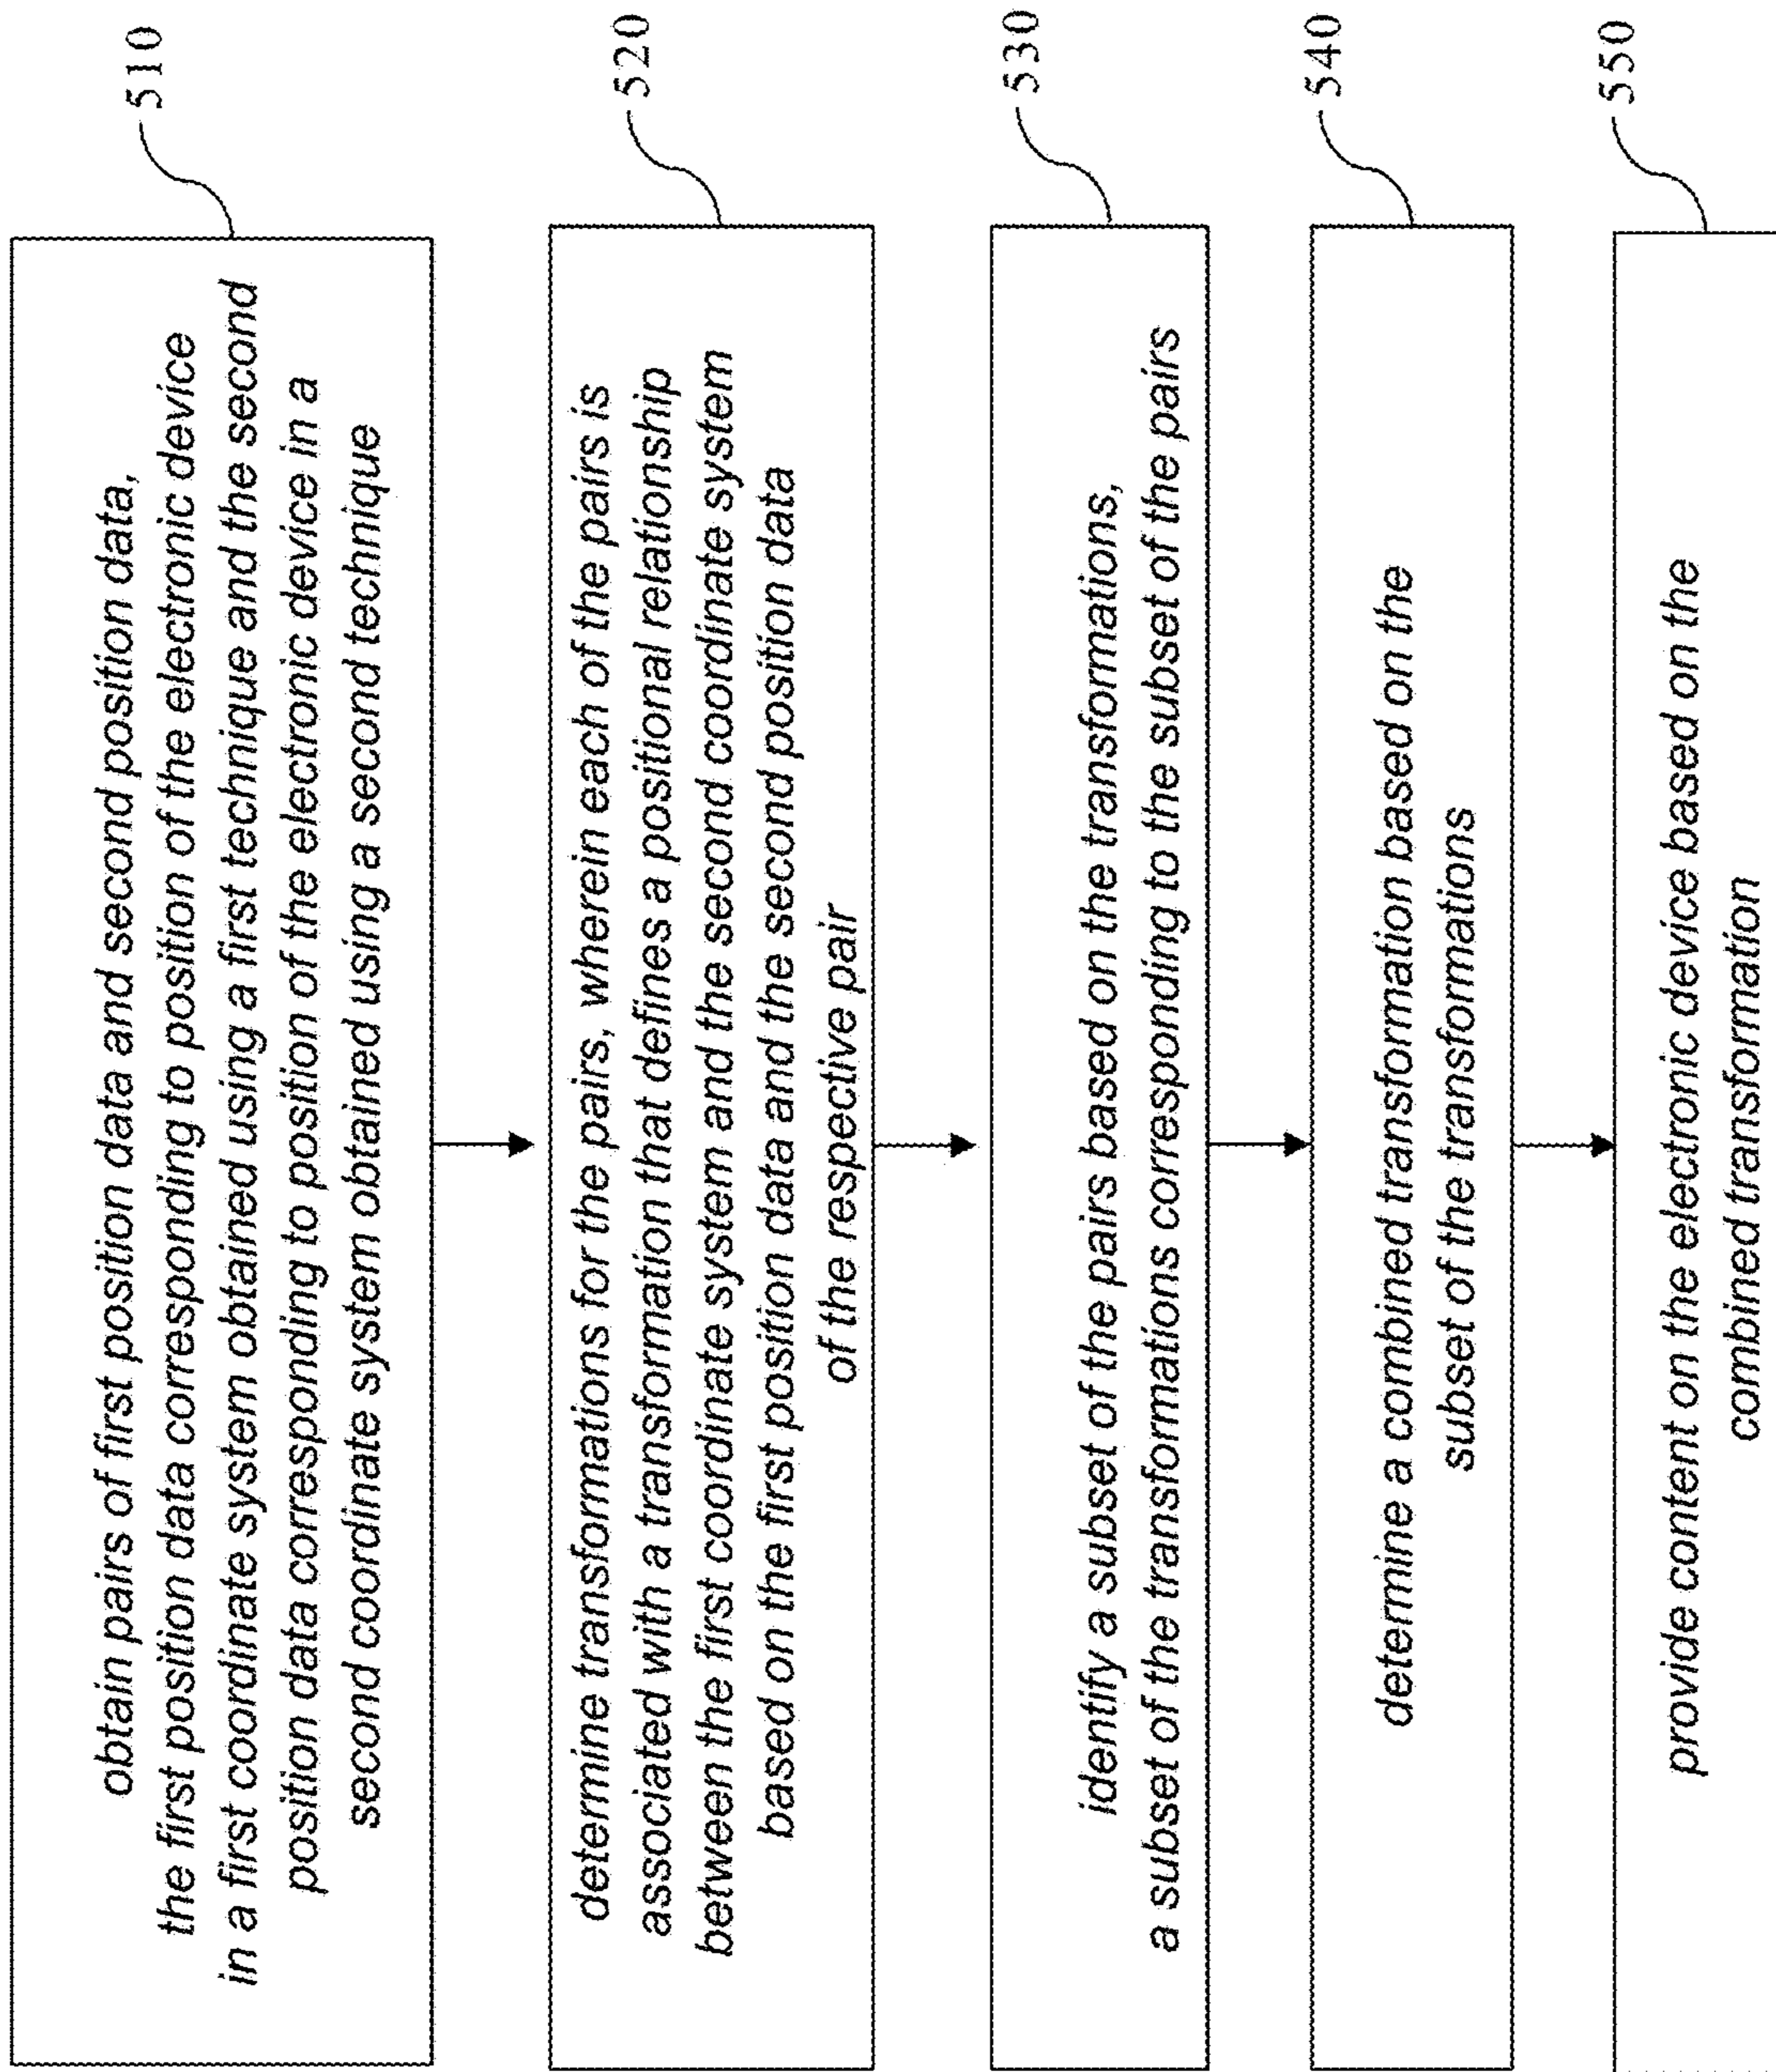 obtain pairs of first position data and second position data,
the first position data corresponding to position of the electronic device
in a first coordinate system obtained using a first technique and the second
position data corresponding to position of the electronic device in a
second coordinate system obtained using a second technique
510
determine transformations for the pairs, wherein each of the pairs is
associated with a transformation that defines a positional relationship
between the first coordinate system and the second coordinate system
based on the first position data and the second position data
of the respective pair
520
identify a subset of the pairs based on the transformations,
a subset of the transformations corresponding to the subset of the pairs
530
determine a combined transformation based on the
subset of the transformations
540
provide content on the electronic device based on the
combined transformation
550